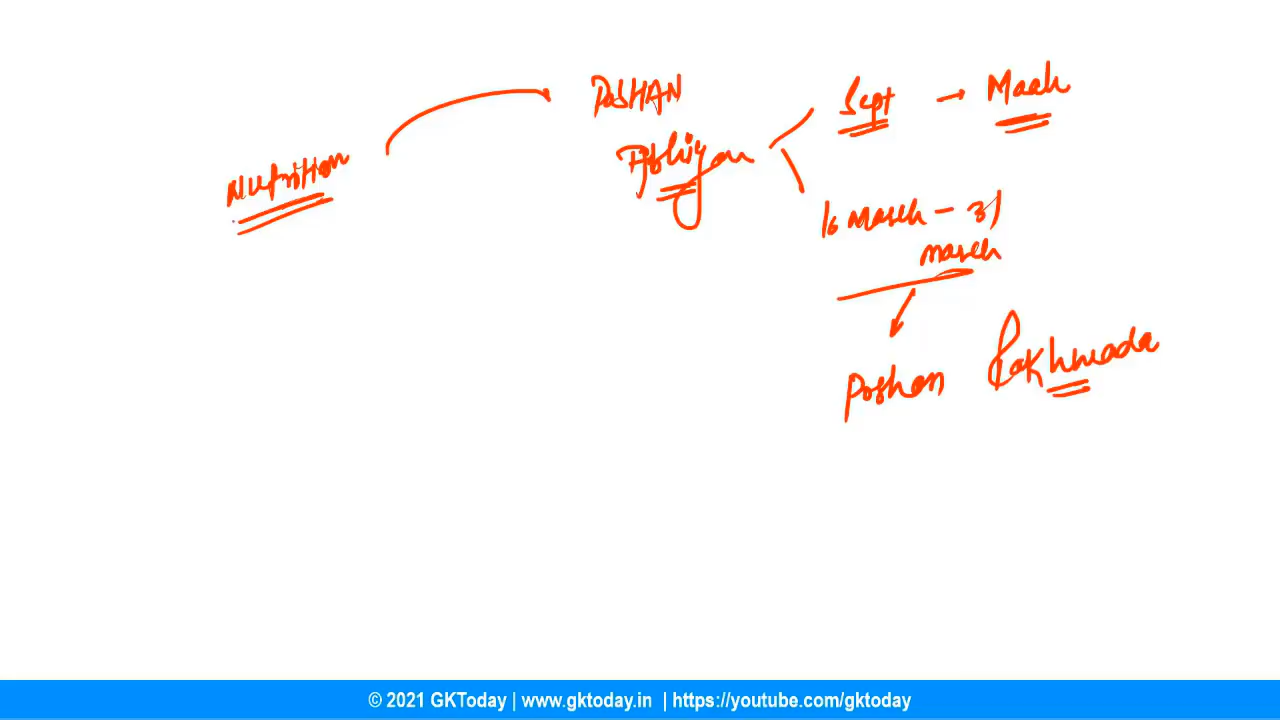 Nutrition
POSHAN
Abhiyan
Sept → Maah
16 March - 31
march
Poshan Pakhwada
© 2021 GKToday | www.gktoday.in | https://youtube.com/gktoday